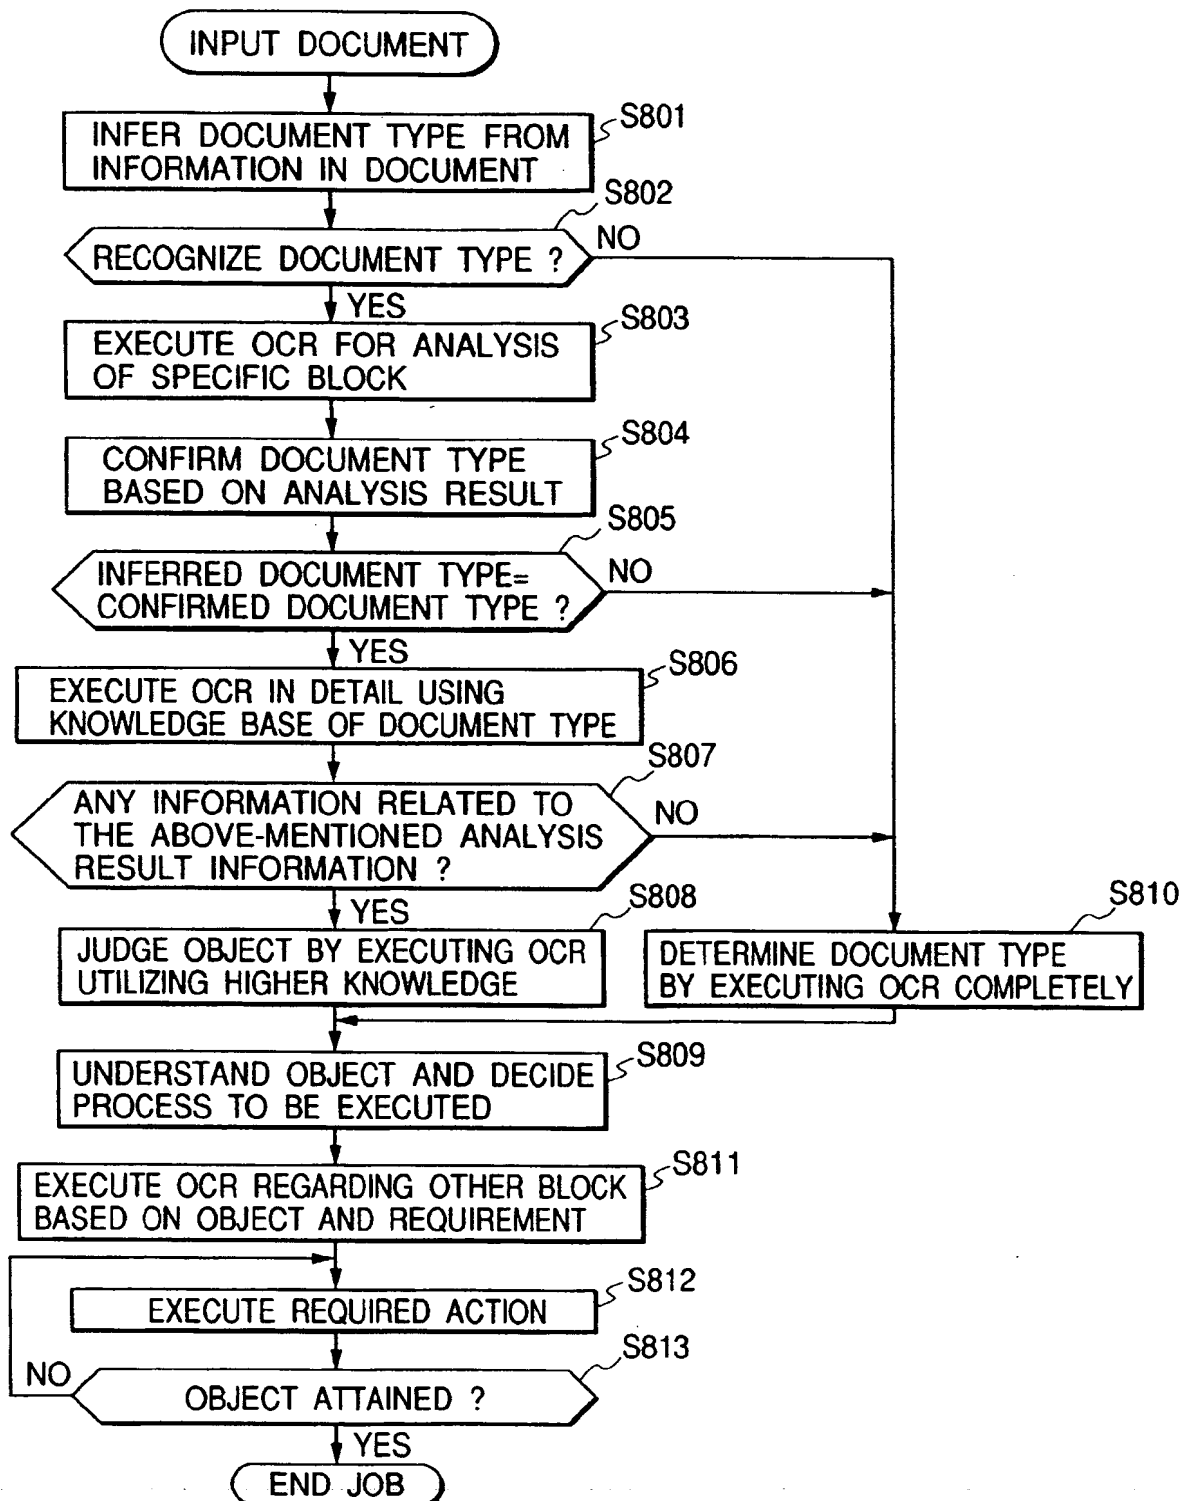 INPUT DOCUMENT
S801
INFER DOCUMENT TYPE FROM
INFORMATION IN DOCUMENT
S802
RECOGNIZE DOCUMENT TYPE ?
NO
YES
S803
EXECUTE OCR FOR ANALYSIS
OF SPECIFIC BLOCK
S804
CONFIRM DOCUMENT TYPE
BASED ON ANALYSIS RESULT
S805
INFERRED DOCUMENT TYPE=
CONFIRMED DOCUMENT TYPE ?
NO
YES
S806
EXECUTE OCR IN DETAIL USING
KNOWLEDGE BASE OF DOCUMENT TYPE
S807
ANY INFORMATION RELATED TO
THE ABOVE-MENTIONED ANALYSIS
RESULT INFORMATION ?
NO
YES
S808
JUDGE OBJECT BY EXECUTING OCR
UTILIZING HIGHER KNOWLEDGE
S810
DETERMINE DOCUMENT TYPE
BY EXECUTING OCR COMPLETELY
S809
UNDERSTAND OBJECT AND DECIDE
PROCESS TO BE EXECUTED
S811
EXECUTE OCR REGARDING OTHER BLOCK
BASED ON OBJECT AND REQUIREMENT
S812
EXECUTE REQUIRED ACTION
S813
NO
OBJECT ATTAINED ?
YES
END JOB